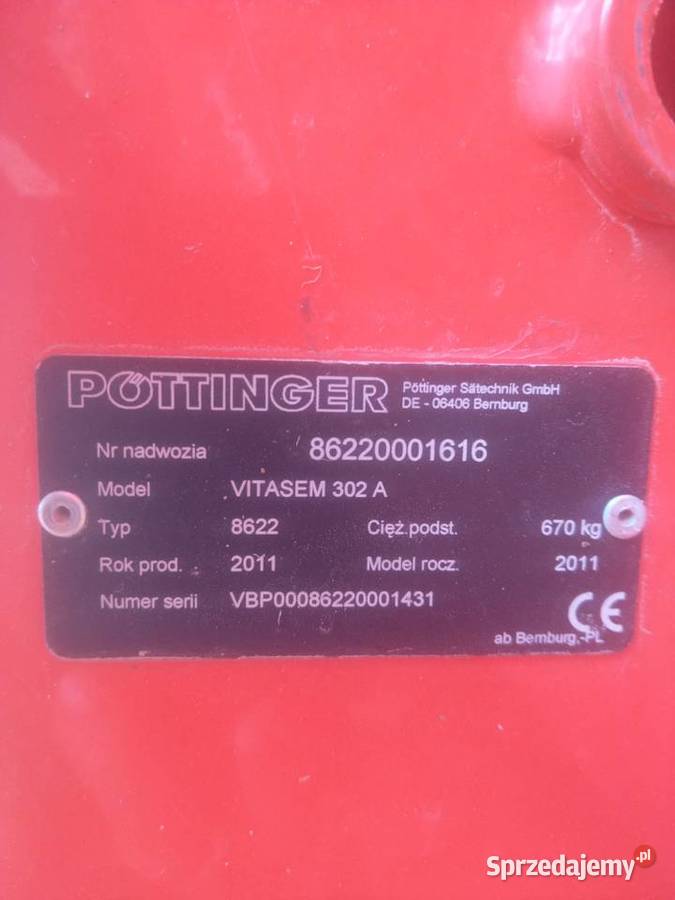 PÖTTINGER
Pöttinger Sätechnik GmbH
DE - 06406 Bernburg
Nr nadwozia 86220001616
Model VITASEM 302 A
Typ 8622 Cięż.podst. 670 kg
Rok prod. 2011 Model rocz. 2011
Numer serii VBP00086220001431
CE
ab Bernburg,-PL
Sprzedajemy.pl